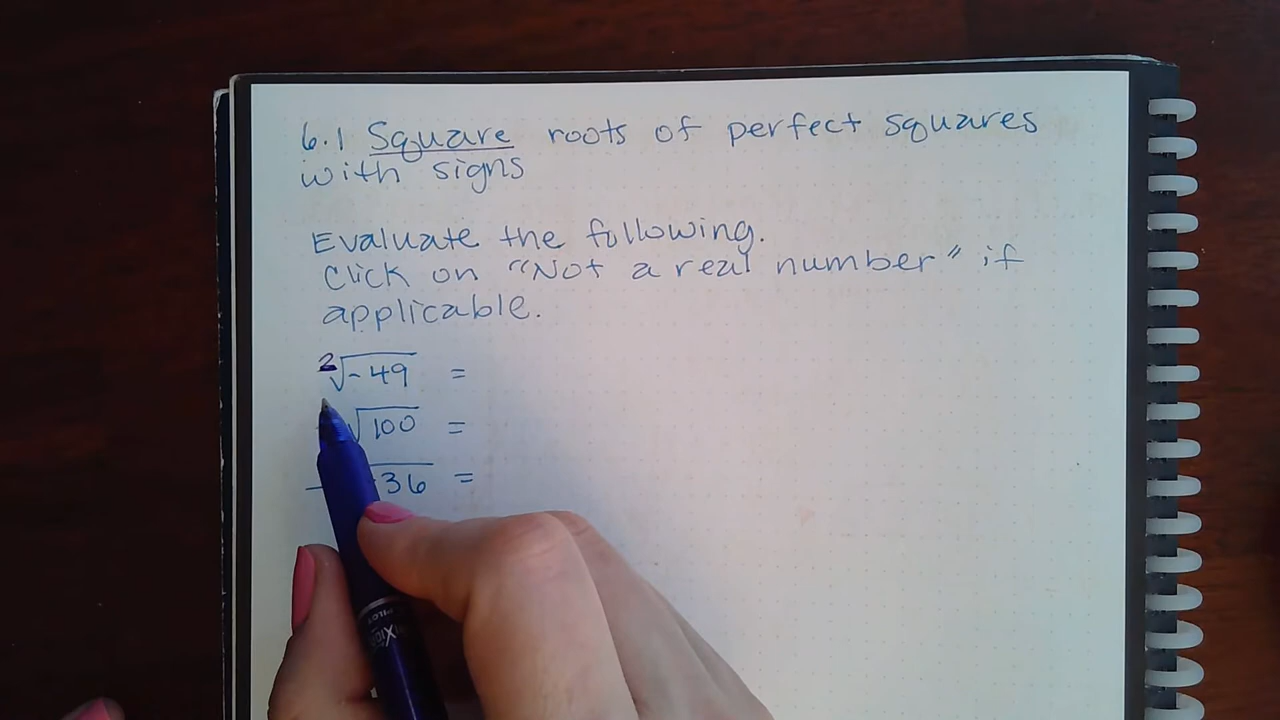 6.1 Square roots of perfect squares
with signs
Evaluate the following.
Click on "Not a real number" if
applicable.
2√-49 =
√100 =
36 =
PILOT